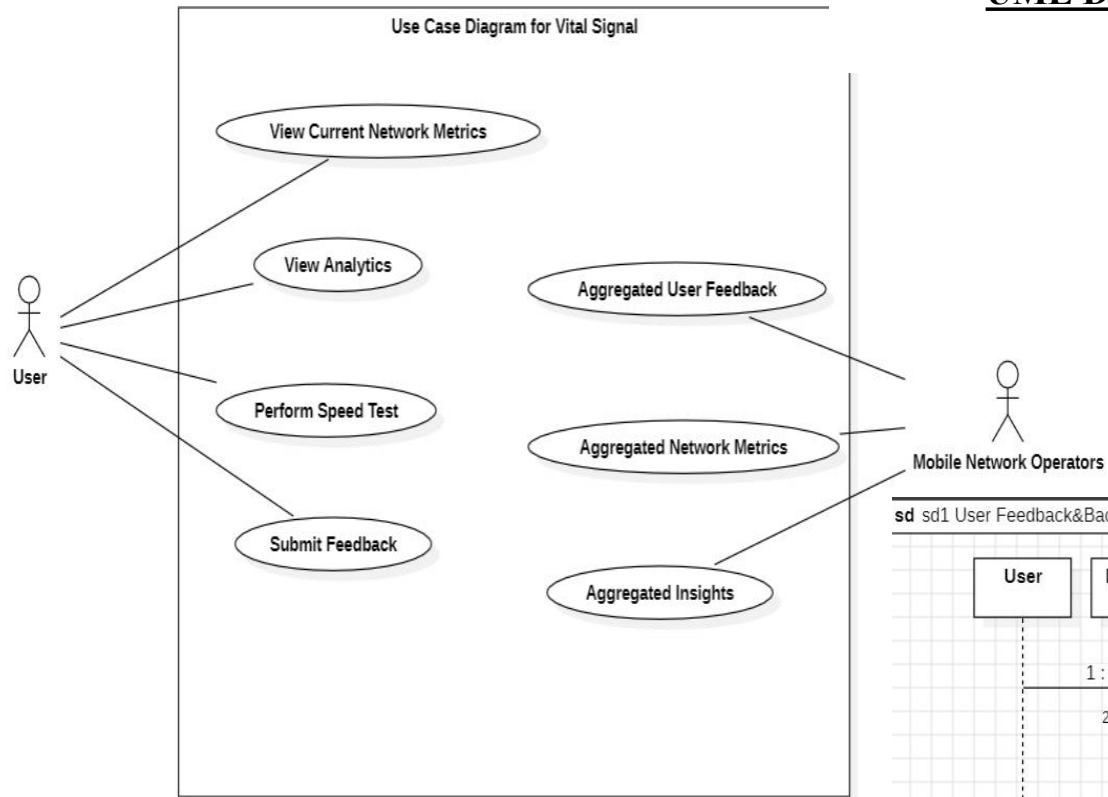 UML D
Use Case Diagram for Vital Signal
View Current Network Metrics
View Analytics
Aggregated User Feedback
User
Perform Speed Test
Aggregated Network Metrics
Mobile Network Operators
Submit Feedback
Aggregated Insights
sd sd1 User Feedback&Bac
User
1 :
2